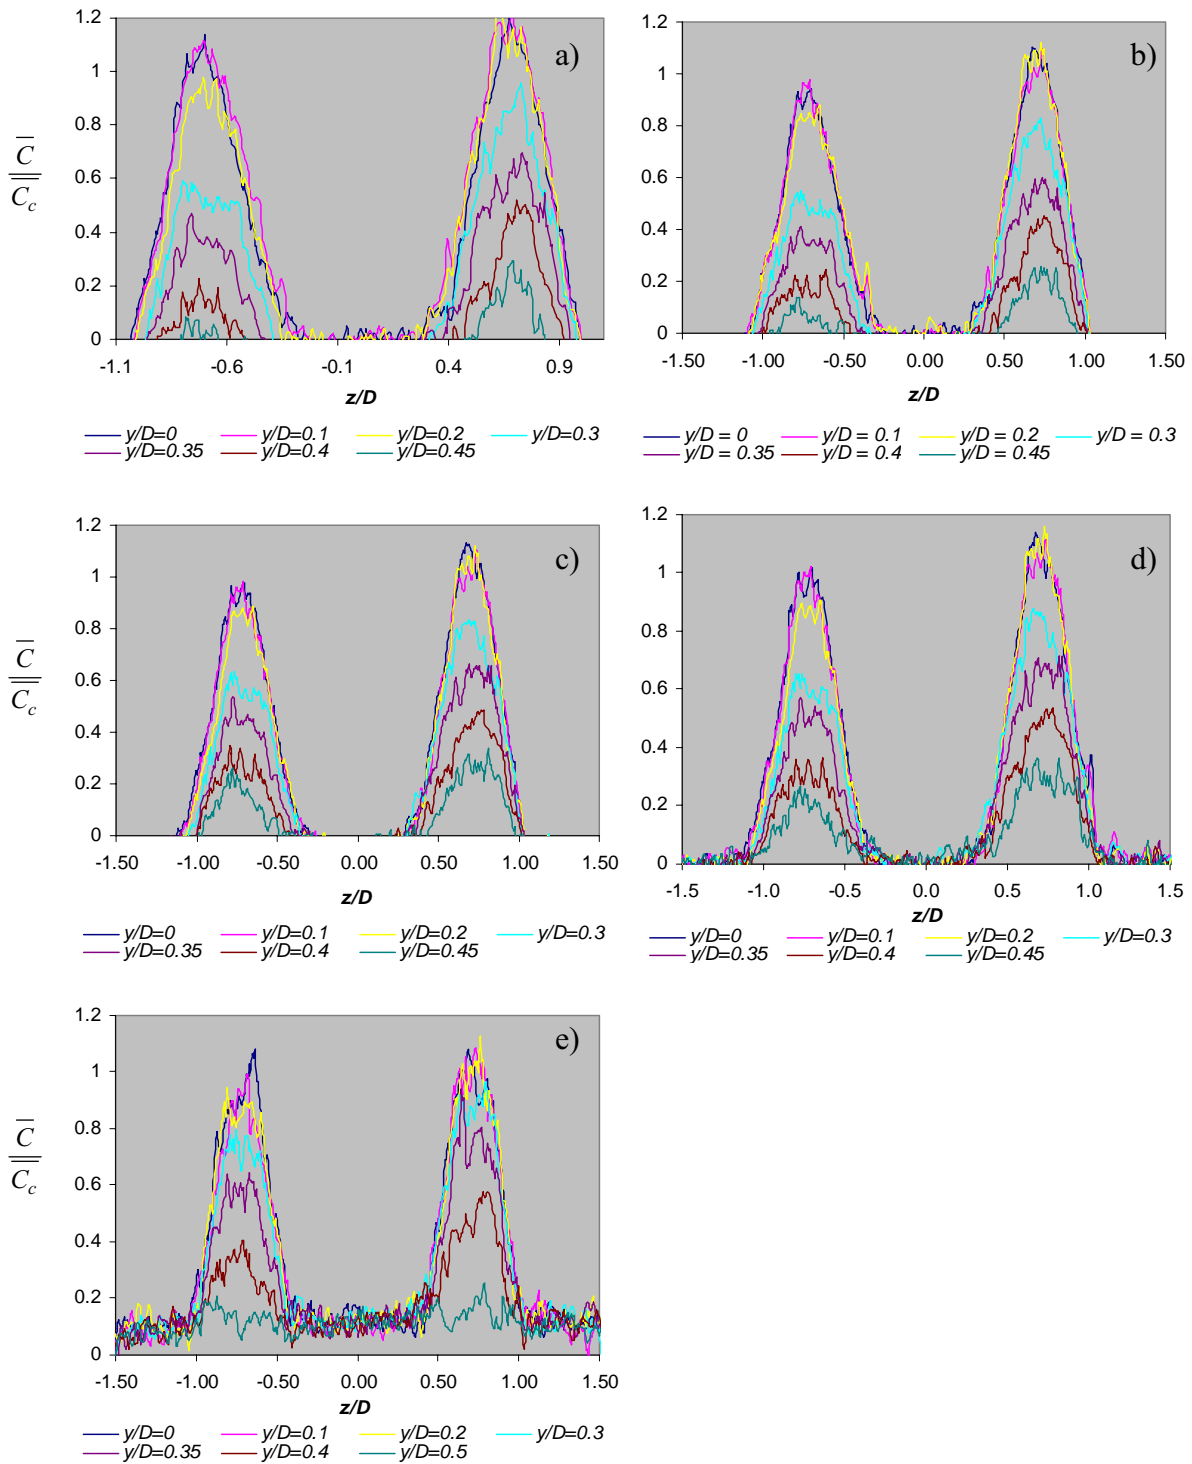 1.2
1
0.8
0.6
0.4
0.2
0
a)
C
C_c
-1.1 -0.6 -0.1 0.4 0.9
z/D
y/D=0 y/D=0.1 y/D=0.2 y/D=0.3
y/D=0.35 y/D=0.4 y/D=0.45
1.2
1
0.8
0.6
0.4
0.2
0
b)
-1.50 -1.00 -0.50 0.00 0.50 1.00 1.50
z/D
y/D = 0 y/D = 0.1 y/D = 0.2 y/D = 0.3
y/D = 0.35 y/D = 0.4 y/D = 0.45
1.2
1
0.8
0.6
0.4
0.2
0
c)
C
C_c
-1.50 -1.00 -0.50 0.00 0.50 1.00 1.50
z/D
y/D=0 y/D=0.1 y/D=0.2 y/D=0.3
y/D=0.35 y/D=0.4 y/D=0.45
1.2
1
0.8
0.6
0.4
0.2
0
d)
-1.5 -1.0 -0.5 0.0 0.5 1.0 1.5
z/D
y/D=0 y/D=0.1 y/D=0.2 y/D=0.3
y/D=0.35 y/D=0.4 y/D=0.45
1.2
1
0.8
0.6
0.4
0.2
0
e)
C
C_c
-1.50 -1.00 -0.50 0.00 0.50 1.00 1.50
z/D
y/D=0 y/D=0.1 y/D=0.2 y/D=0.3
y/D=0.35 y/D=0.4 y/D=0.5